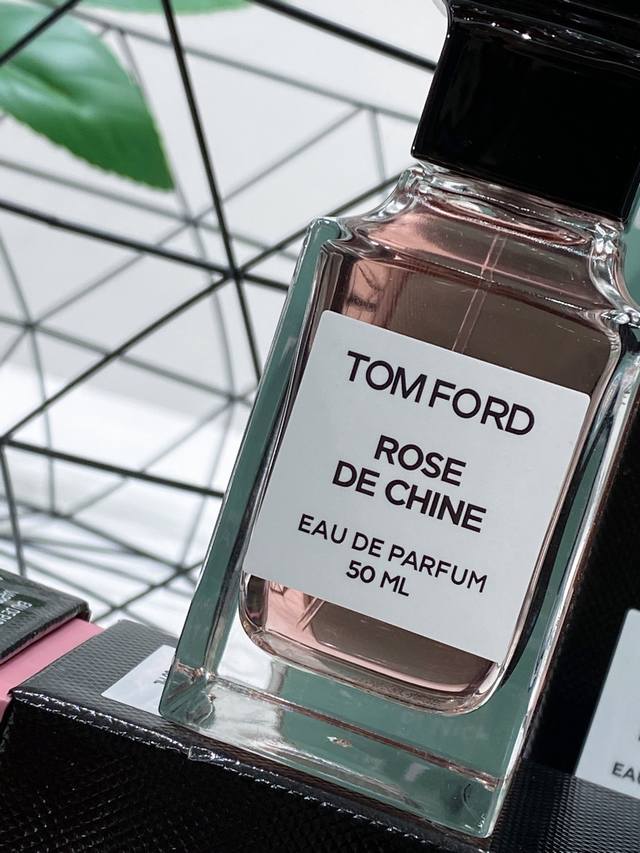 TOM FORD
ROSE
DE CHINE
EAU DE PARFUM
50 ML